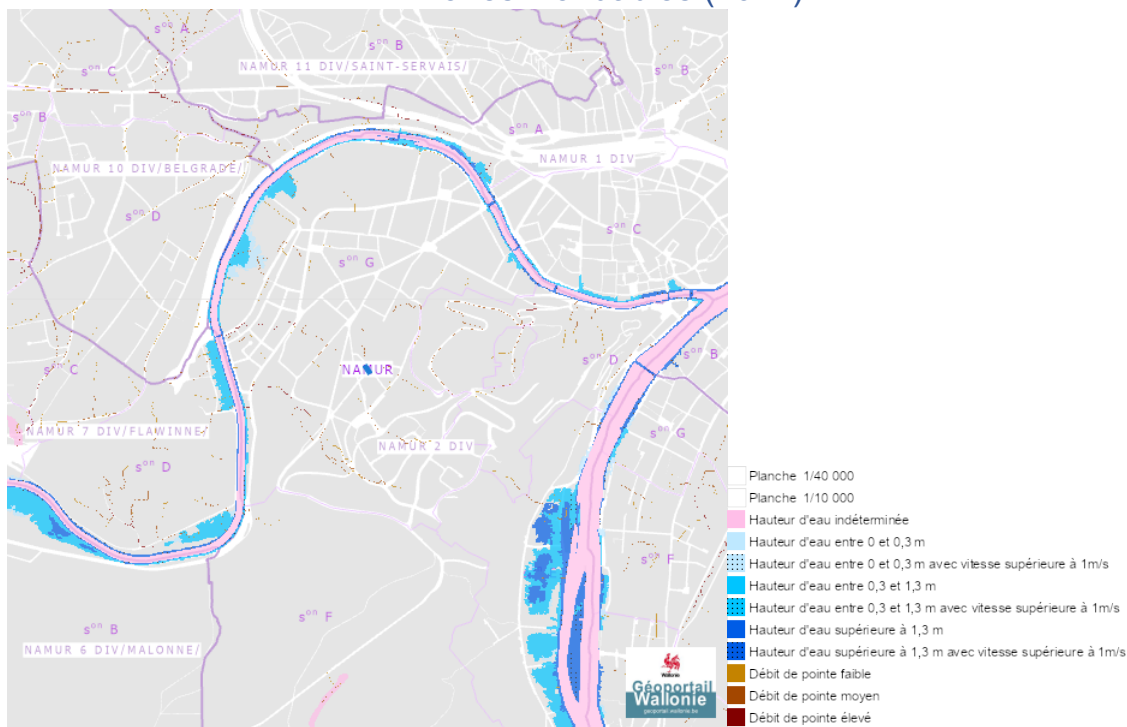 sᵒⁿ A
sᵒⁿ B
sᵒⁿ C
NAMUR 11 DIV/SAINT-SERVAIS/
sᵒⁿ B
sᵒⁿ B
sᵒⁿ A
NAMUR 1 DIV
NAMUR 10 DIV/BELGRADE/
sᵒⁿ D
sᵒⁿ C
sᵒⁿ G
sᵒⁿ D
sᵒⁿ B
sᵒⁿ C
NAMUR
NAMUR 7 DIV/FLAWINNE/
NAMUR 2 DIV
sᵒⁿ G
sᵒⁿ D
sᵒⁿ F
sᵒⁿ F
sᵒⁿ B
NAMUR 6 DIV/MALONNE/
Wallonie
Géoportail
Wallonie
geoportail.wallonie.be
Planche 1/40 000
Planche 1/10 000
Hauteur d'eau indéterminée
Hauteur d'eau entre 0 et 0,3 m
Hauteur d'eau entre 0 et 0,3 m avec vitesse supérieure à 1m/s
Hauteur d'eau entre 0,3 et 1,3 m
Hauteur d'eau entre 0,3 et 1,3 m avec vitesse supérieure à 1m/s
Hauteur d'eau supérieure à 1,3 m
Hauteur d'eau supérieure à 1,3 m avec vitesse supérieure à 1m/s
Débit de pointe faible
Débit de pointe moyen
Débit de pointe élevé